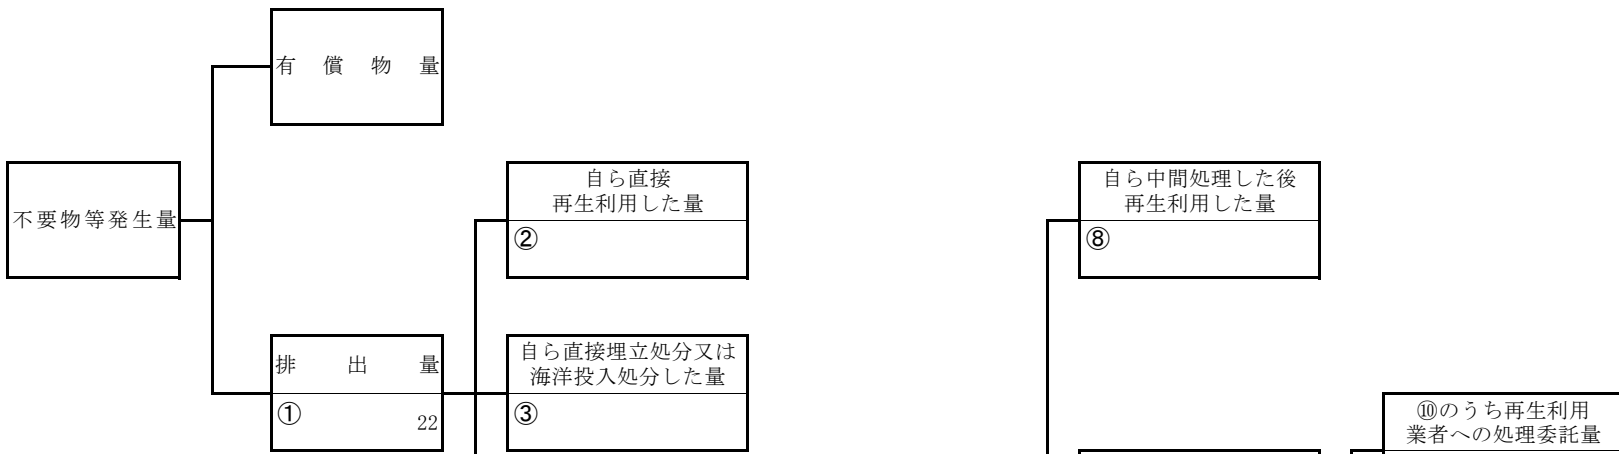 有償物量
不要物等発生量
自ら直接
再生利用した量
②
自ら中間処理した後
再生利用した量
⑧
排出量
①
22
自ら直接埋立処分又は
海洋投入処分した量
③
⑩のうち再生利用
業者への処理委託量